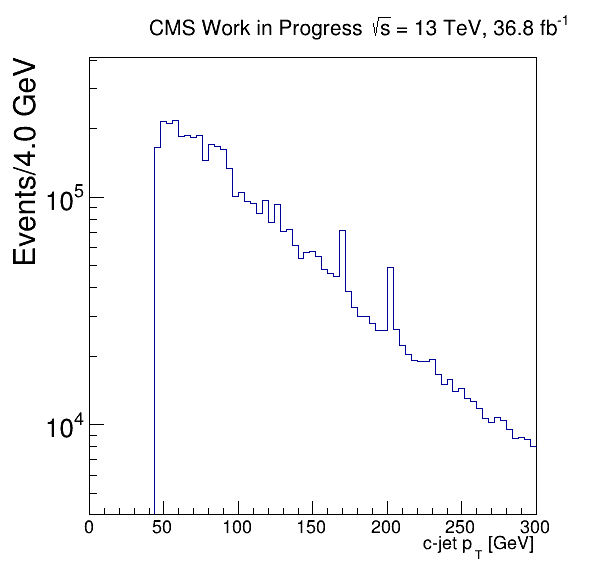 CMS Work in Progress √s = 13 TeV, 36.8 fb⁻¹
Events/4.0 GeV
10⁵
10⁴
0 50 100 150 200 250 300
c-jet p_T [GeV]